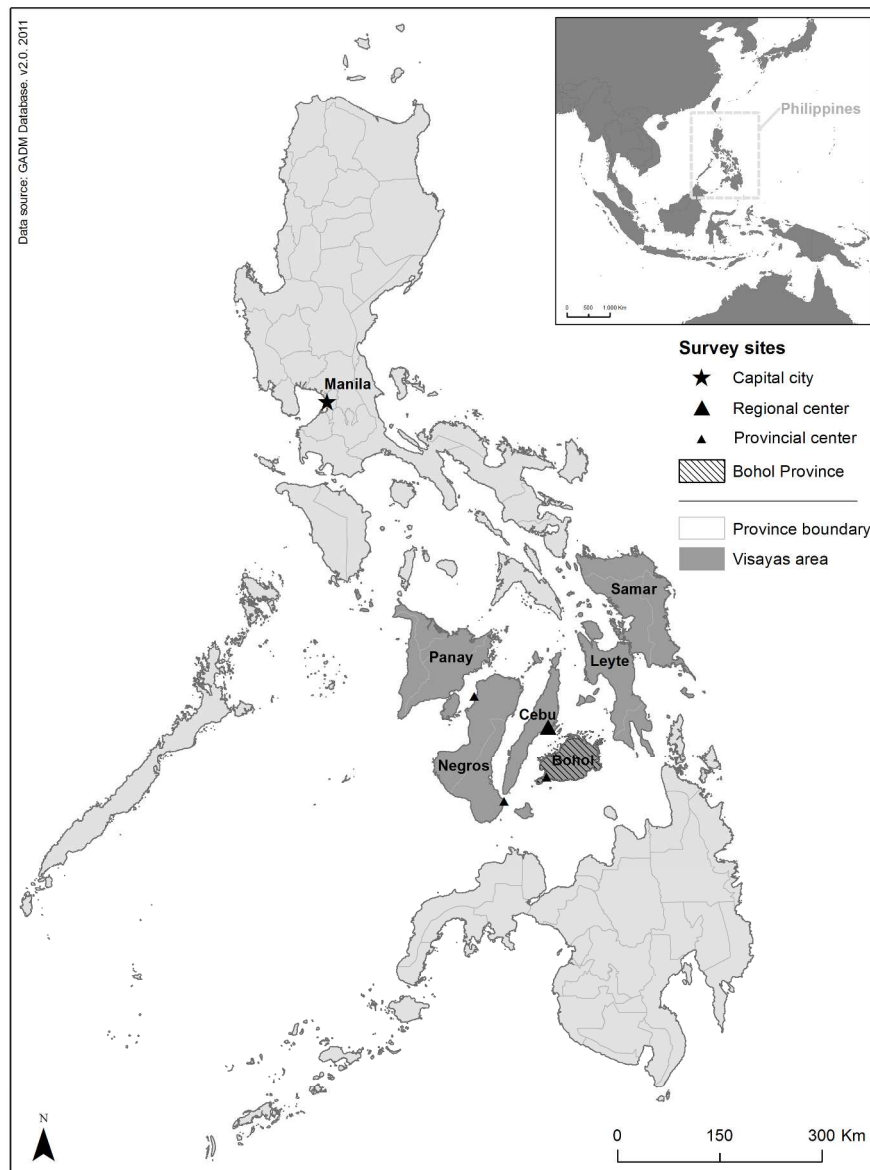 Data source: GADM Database. v2.0. 2011
Philippines
0 500 1.000 Km
Survey sites
Capital city
Regional center
Provincial center
Bohol Province
Province boundary
Visayas area
Manila
Samar
Panay
Leyte
Cebu
Negros
Bohol
N
0 150 300 Km